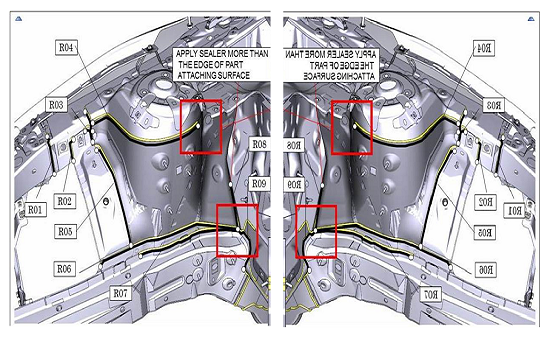 R04
APPLY SEALER MORE THAN
THE EDGE OF PART
ATTACHING SURFACE
R03
R08
R09
R02
R01
R05
R06
R07
APPLY SEALER MORE THAN
THE EDGE OF PART
ATTACHING SURFACE
R04
R03
R08
R09
R02
R01
R05
R06
R07